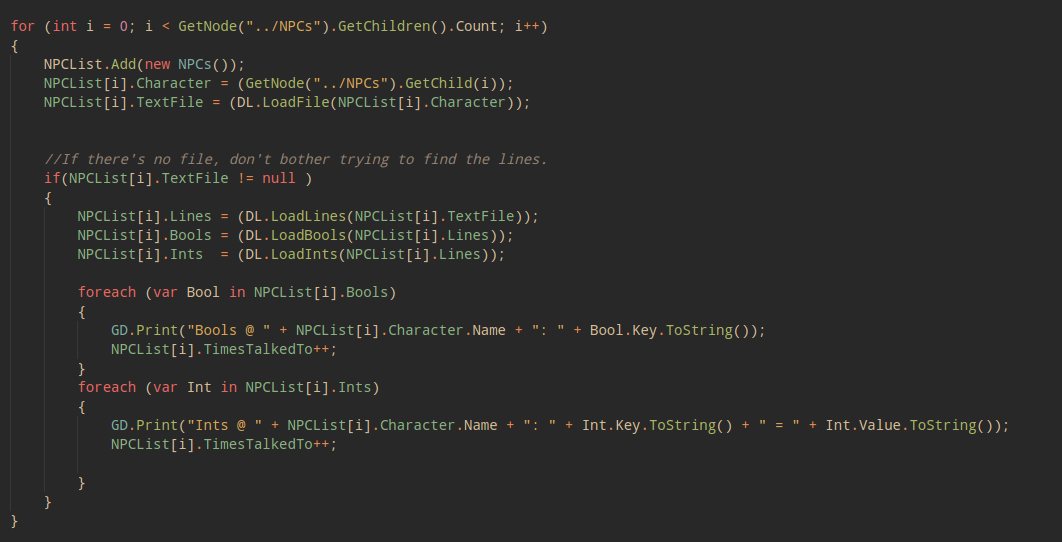 for (int i = 0; i < GetNode("../NPCs").GetChildren().Count; i++)
{
    NPCList.Add(new NPCs());
    NPCList[i].Character = (GetNode("../NPCs").GetChild(i));
    NPCList[i].TextFile = (DL.LoadFile(NPCList[i].Character));
    //If there's no file, don't bother trying to find the lines.
    if(NPCList[i].TextFile != null )
    {
        NPCList[i].Lines = (DL.LoadLines(NPCList[i].TextFile));
        NPCList[i].Bools = (DL.LoadBools(NPCList[i].Lines));
        NPCList[i].Ints  = (DL.LoadInts(NPCList[i].Lines));
        foreach (var Bool in NPCList[i].Bools)
        {
            GD.Print("Bools @ " + NPCList[i].Character.Name + ": " + Bool.Key.ToString());
            NPCList[i].TimesTalkedTo++;
        }
        foreach (var Int in NPCList[i].Ints)
        {
            GD.Print("Ints @ " + NPCList[i].Character.Name + ": " + Int.Key.ToString() + " = " + Int.Value.ToString());
            NPCList[i].TimesTalkedTo++;
        }
    }
}